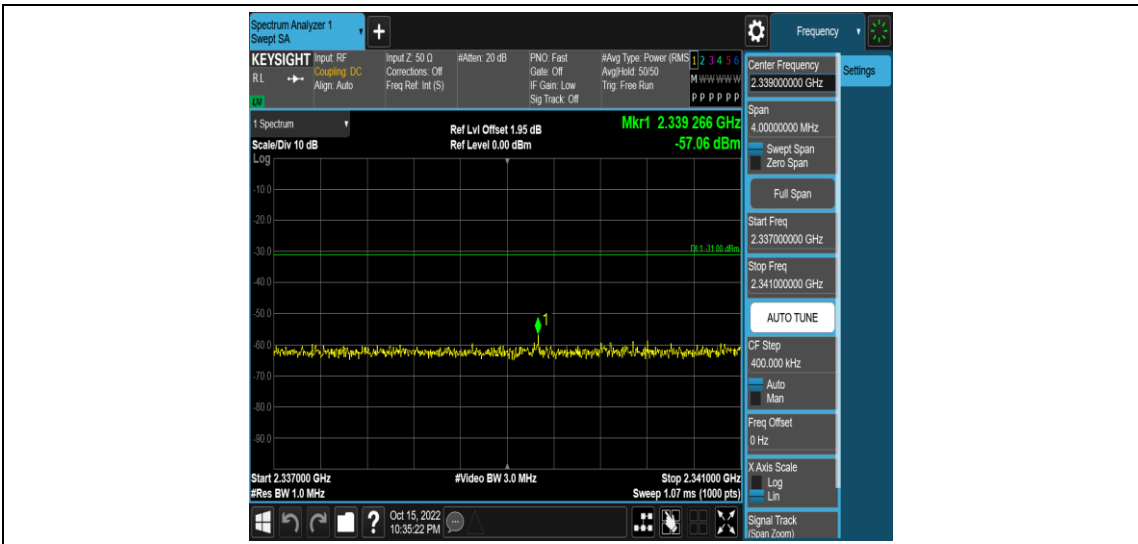 Spectrum Analyzer 1
Swept SA
+
Frequency
KEYSIGHT
RL
LXI
Input: RF
Coupling: DC
Align: Auto
Input Z: 50 Ω
Corrections: Off
Freq Ref: Int (S)
#Atten: 20 dB
PNO: Fast
Gate: Off
IF Gain: Low
Sig Track: Off
#Avg Type: Power (RMS
Avg|Hold: 50/50
Trig: Free Run
1 2 3 4 5 6
M W W W W W
P P P P P P
1 Spectrum
Scale/Div 10 dB
Log
Ref Lvl Offset 1.95 dB
Ref Level 0.00 dBm
Mkr1 2.339 266 GHz
-57.06 dBm
-10.0
-20.0
-30.0
DL1 -31.00 dBm
-40.0
-50.0
1
-60.0
-70.0
-80.0
-90.0
Start 2.337000 GHz
#Res BW 1.0 MHz
#Video BW 3.0 MHz
Stop 2.341000 GHz
Sweep 1.07 ms (1000 pts)
?
Oct 15, 2022
10:35:22 PM
Center Frequency
2.339000000 GHz
Settings
Span
4.00000000 MHz
Swept Span
Zero Span
Full Span
Start Freq
2.337000000 GHz
Stop Freq
2.341000000 GHz
AUTO TUNE
CF Step
400.000 kHz
Auto
Man
Freq Offset
0 Hz
X Axis Scale
Log
Lin
Signal Track
(Span Zoom)